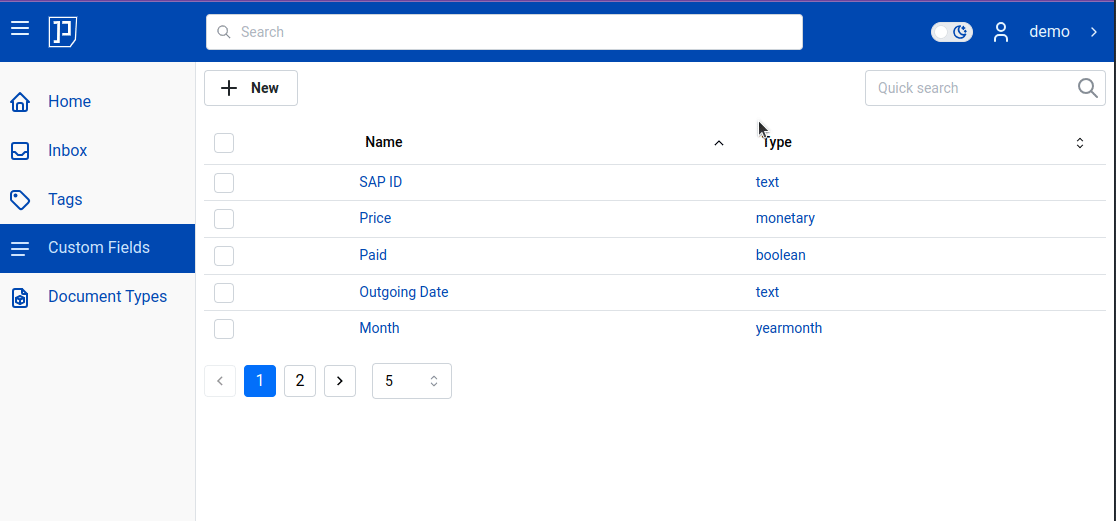 Search
demo
Home
Inbox
Tags
Custom Fields
Document Types
New
Quick search
Name Type
SAP ID text
Price monetary
Paid boolean
Outgoing Date text
Month yearmonth
1 2 5